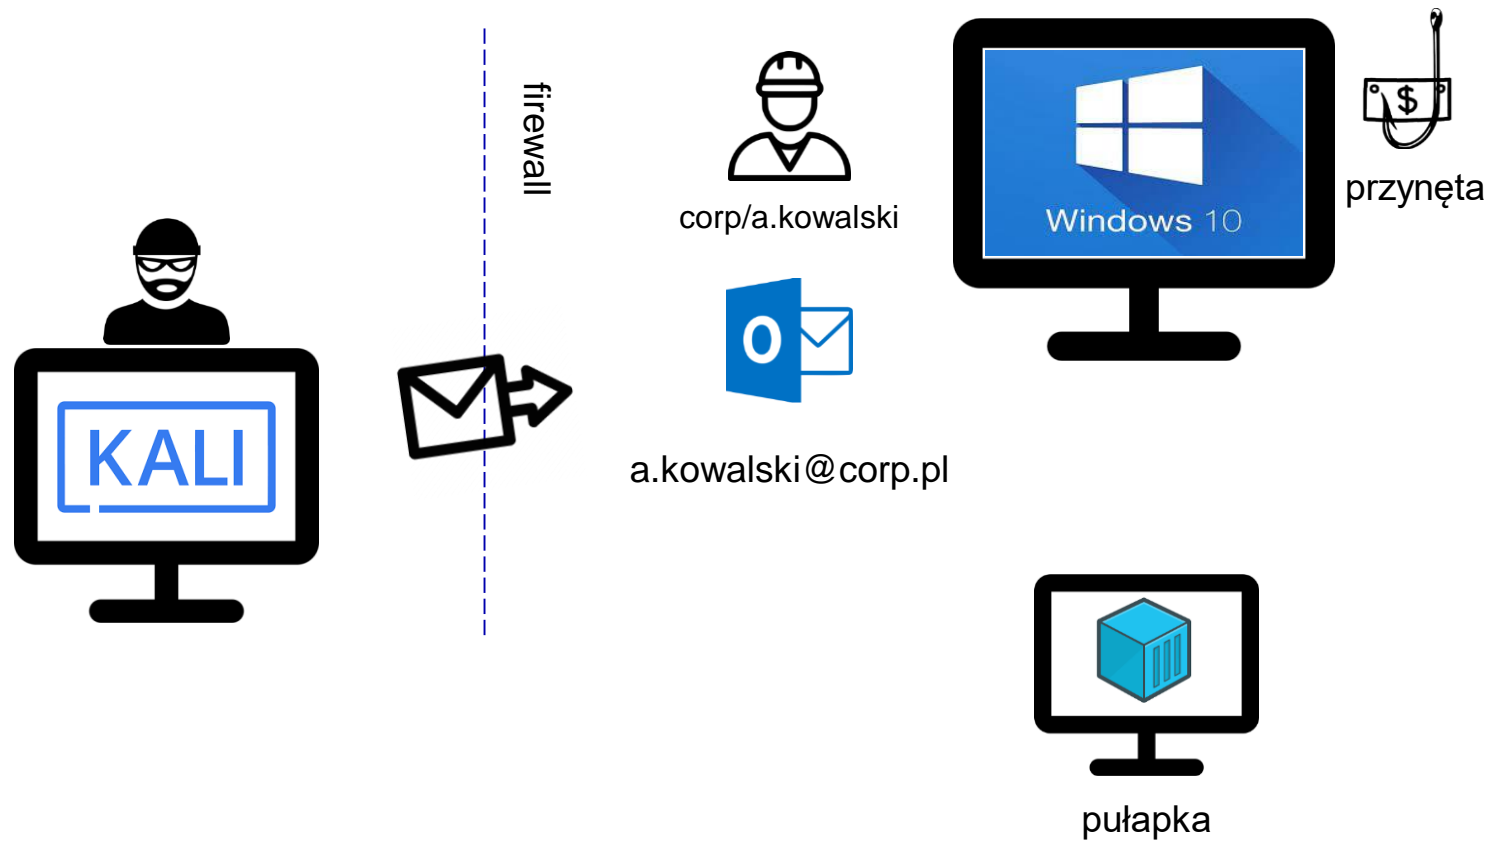 firewall
corp/a.kowalski
Windows 10
$
przynęta
O
KALI
a.kowalski@corp.pl
pułapka